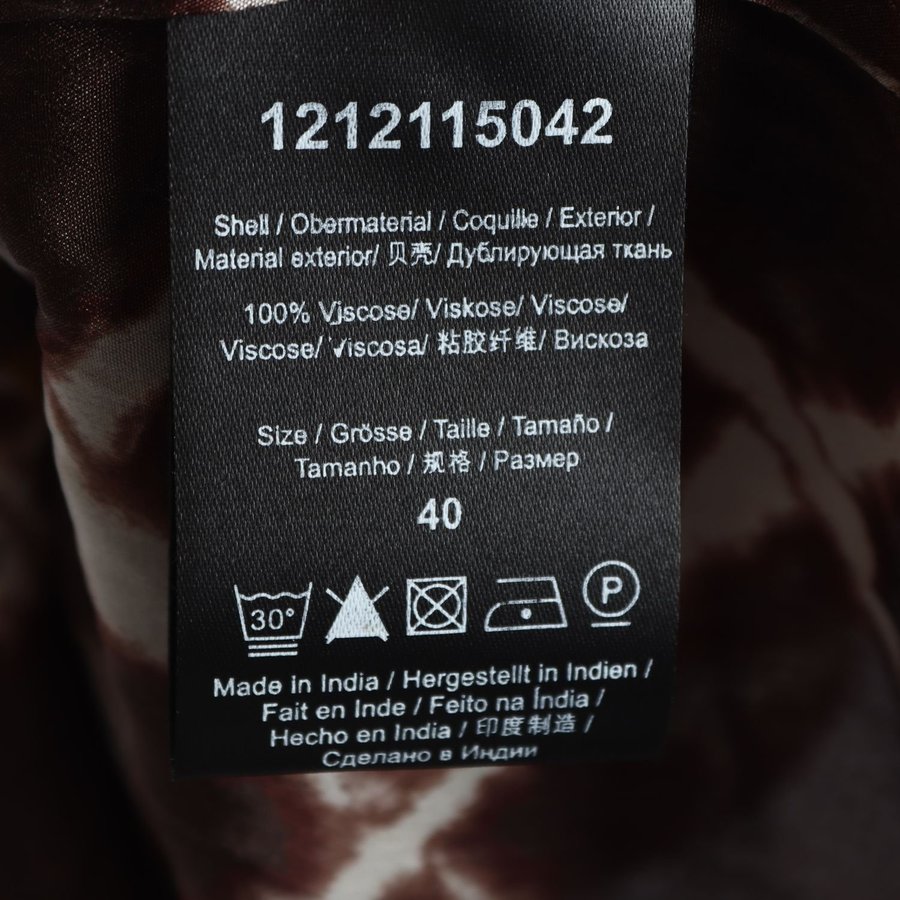 1212115042
Shell / Obermaterial / Coquille / Exterior /
Material exterior/ 贝壳/ Дублирующая ткань
100% Viscose/ Viskose/ Viscose/
Viscose/ Viscosa/ 粘胶纤维/ Вискоза
Size / Grösse / Taille / Tamaño /
Tamanho / 规格 / Размер
40
30°
P
Made in India / Hergestellt in Indien /
Fait en Inde / Feito na Índia /
Hecho en India / 印度制造 /
Сделано в Индии